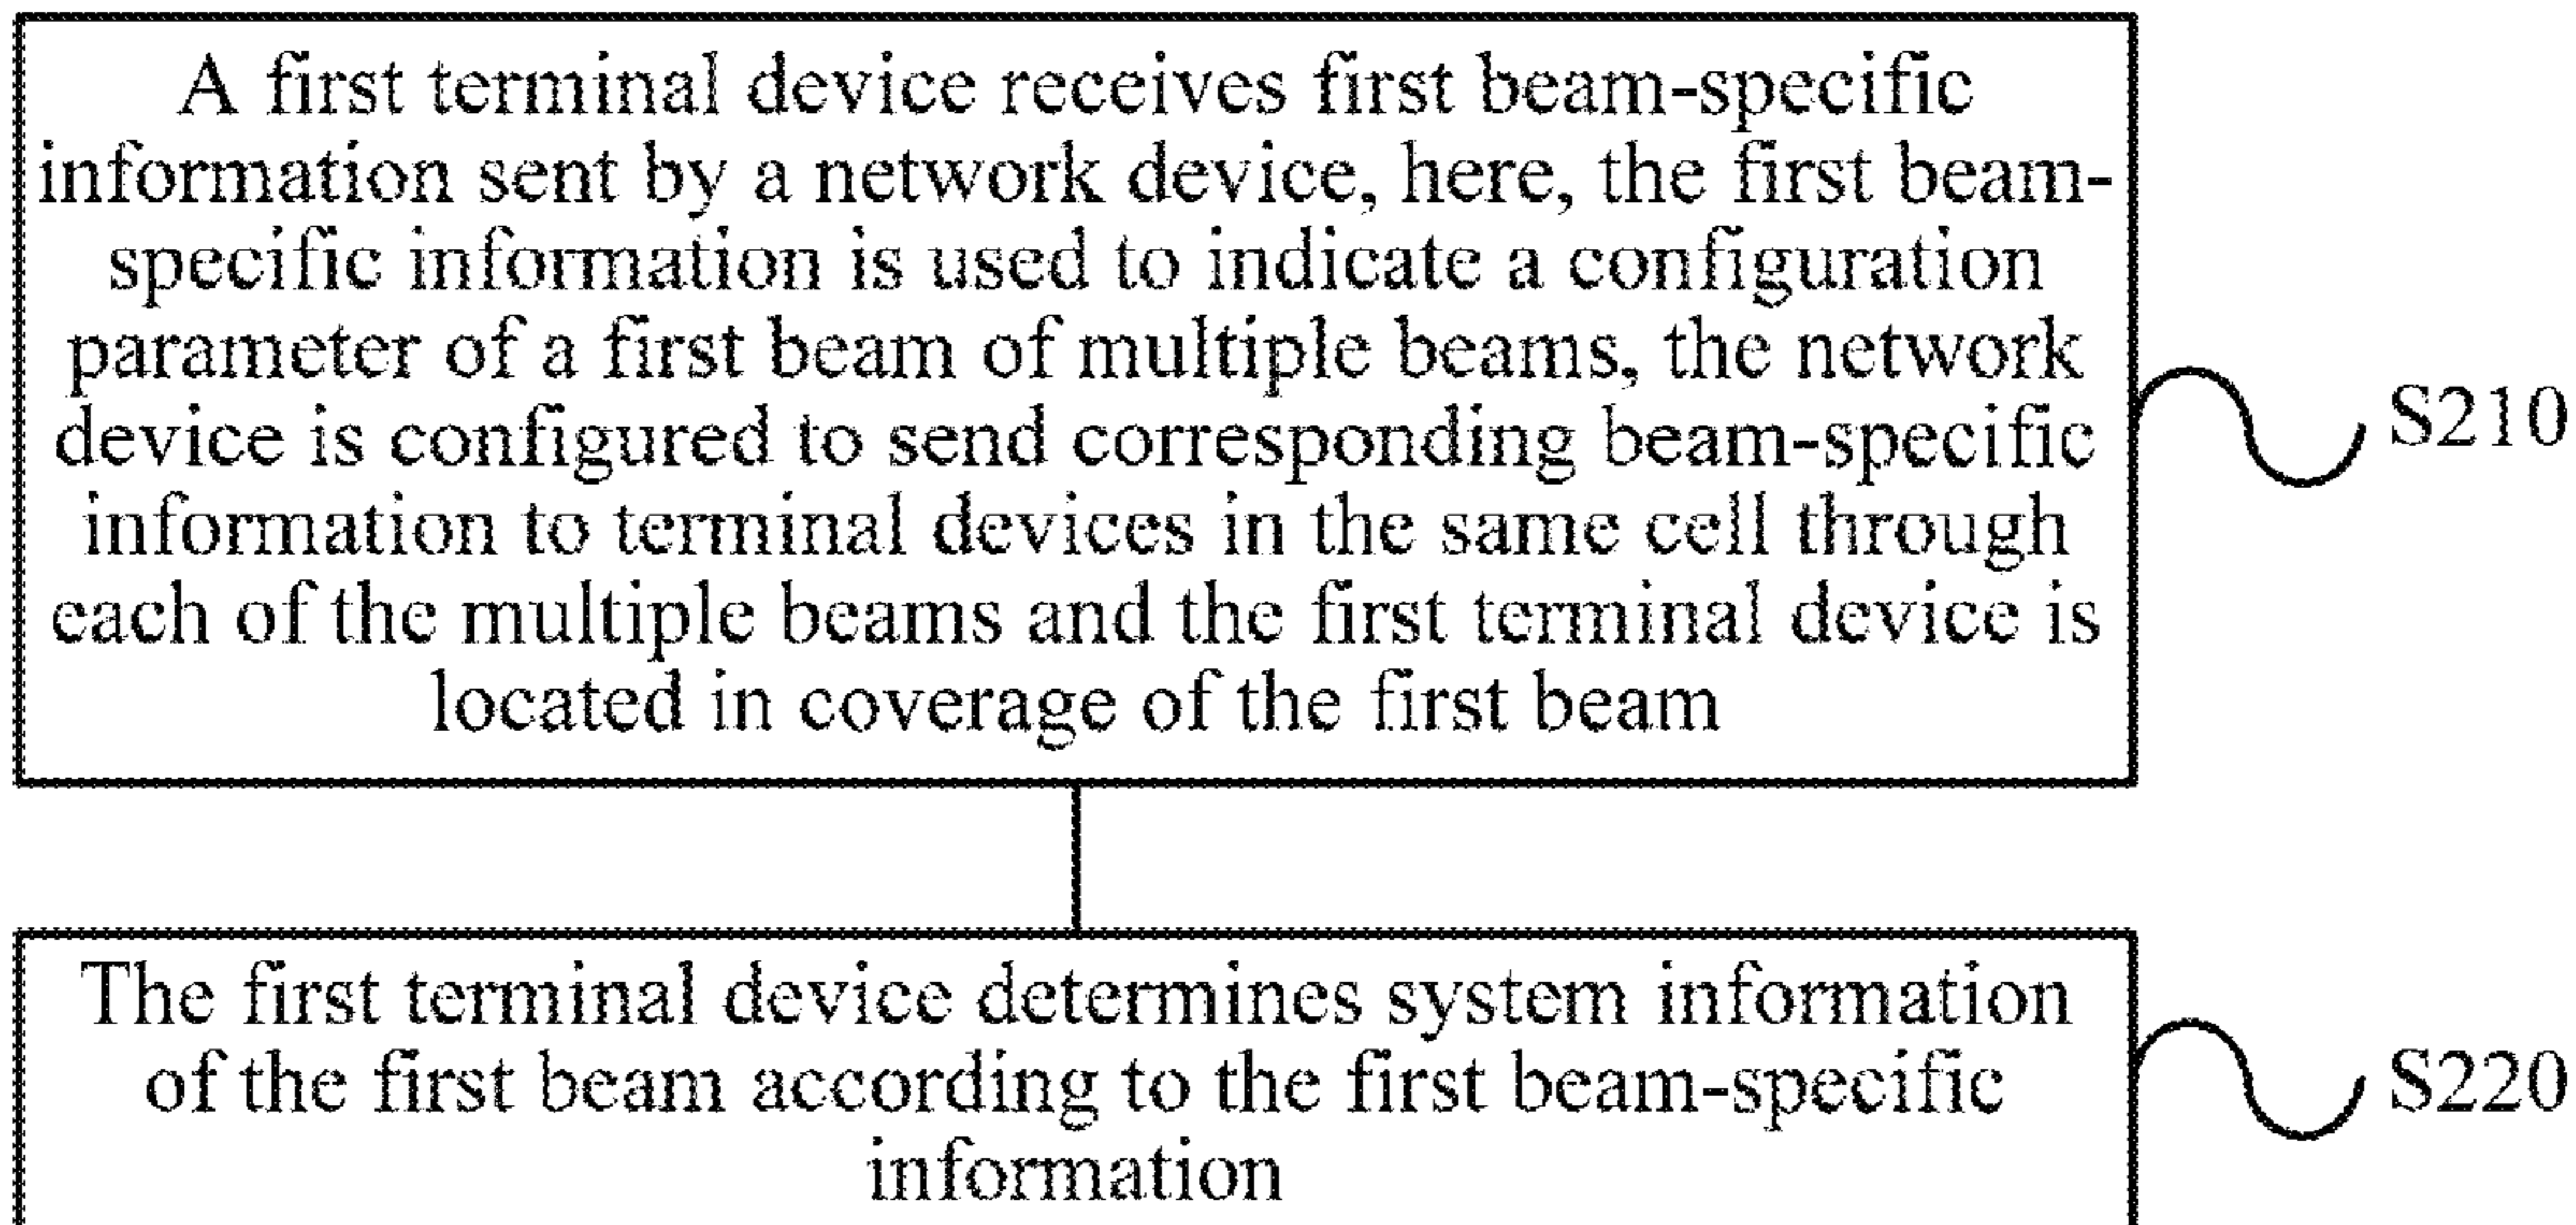 A first terminal device receives first beam-specific
information sent by a network device, here, the first beam-
specific information is used to indicate a configuration
parameter of a first beam of multiple beams, the network
device is configured to send corresponding beam-specific
information to terminal devices in the same cell through
each of the multiple beams and the first terminal device is
located in coverage of the first beam
S210
The first terminal device determines system information
of the first beam according to the first beam-specific
information
S220